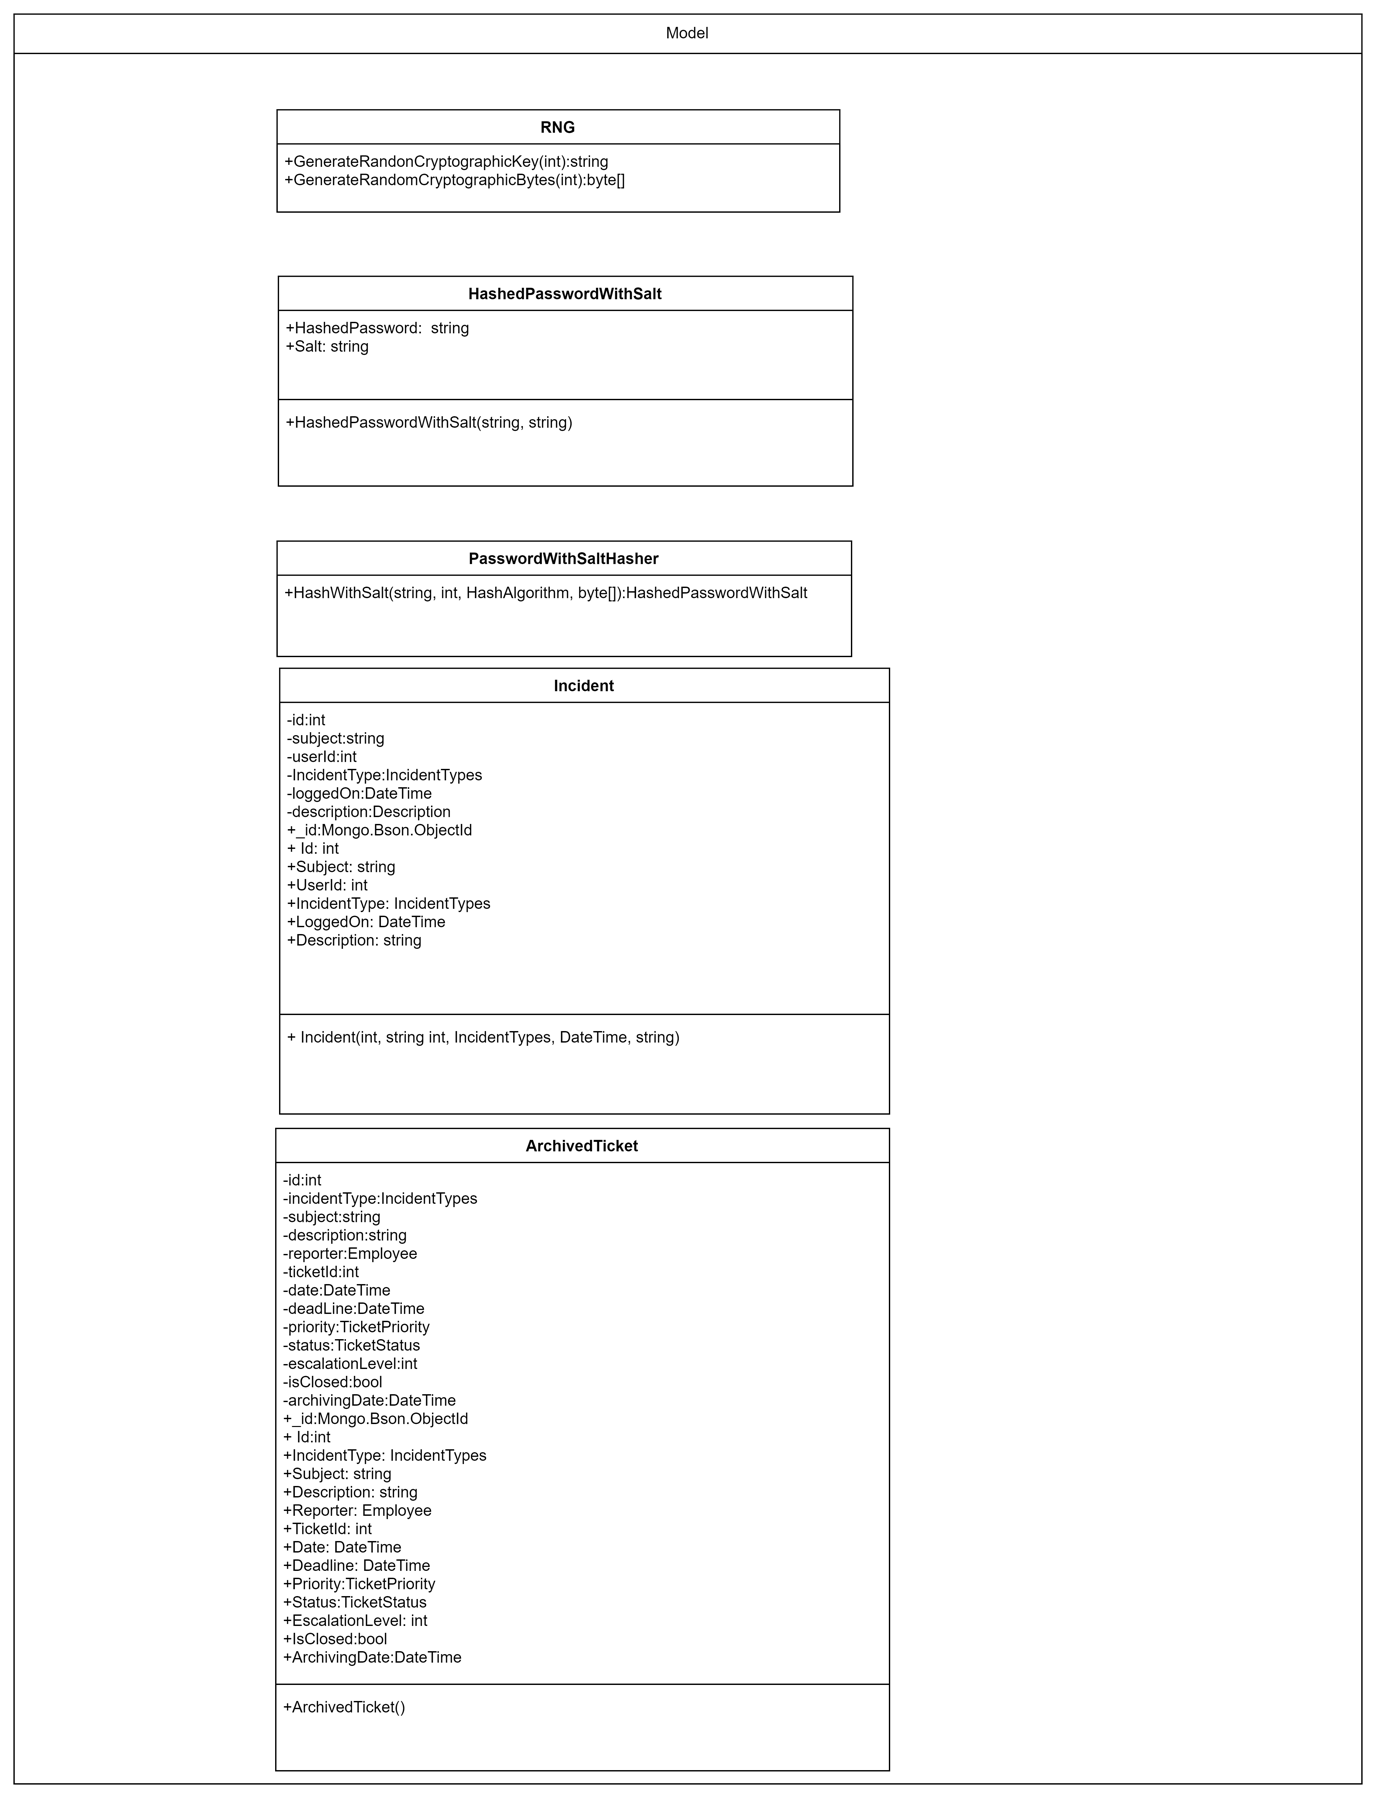 Model
RNG
+GenerateRandonCryptographicKey(int):string
+GenerateRandomCryptographicBytes(int):byte[]
HashedPasswordWithSalt
+HashedPassword:  string
+Salt: string
+HashedPasswordWithSalt(string, string)
PasswordWithSaltHasher
+HashWithSalt(string, int, HashAlgorithm, byte[]):HashedPasswordWithSalt
Incident
-id:int
-subject:string
-userId:int
-IncidentType:IncidentTypes
-loggedOn:DateTime
-description:Description
+_id:Mongo.Bson.ObjectId
+ Id: int
+Subject: string
+UserId: int
+IncidentType: IncidentTypes
+LoggedOn: DateTime
+Description: string
+ Incident(int, string int, IncidentTypes, DateTime, string)
ArchivedTicket
-id:int
-incidentType:IncidentTypes
-subject:string
-description:string
-reporter:Employee
-ticketId:int
-date:DateTime
-deadLine:DateTime
-priority:TicketPriority
-status:TicketStatus
-escalationLevel:int
-isClosed:bool
-archivingDate:DateTime
+_id:Mongo.Bson.ObjectId
+ Id:int
+IncidentType: IncidentTypes
+Subject: string
+Description: string
+Reporter: Employee
+TicketId: int
+Date: DateTime
+Deadline: DateTime
+Priority:TicketPriority
+Status:TicketStatus
+EscalationLevel: int
+IsClosed:bool
+ArchivingDate:DateTime
+ArchivedTicket()